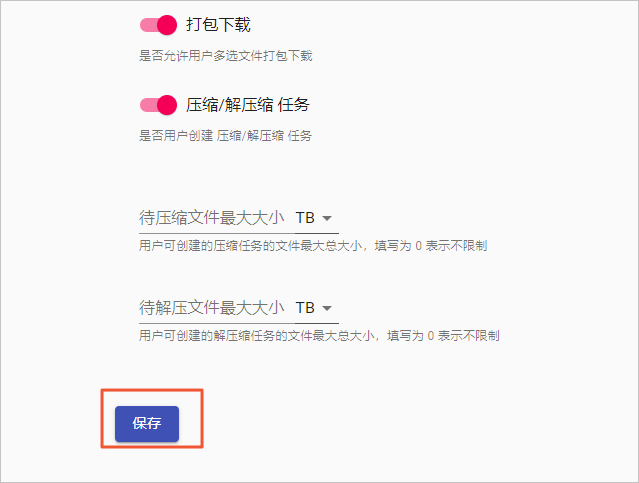 打包下载
是否允许用户多选文件打包下载
压缩/解压缩 任务
是否用户创建 压缩/解压缩 任务
待压缩文件最大大小 TB
用户可创建的压缩任务的文件最大总大小，填写为 0 表示不限制
待解压文件最大大小 TB
用户可创建的解压缩任务的文件最大总大小，填写为 0 表示不限制
保存